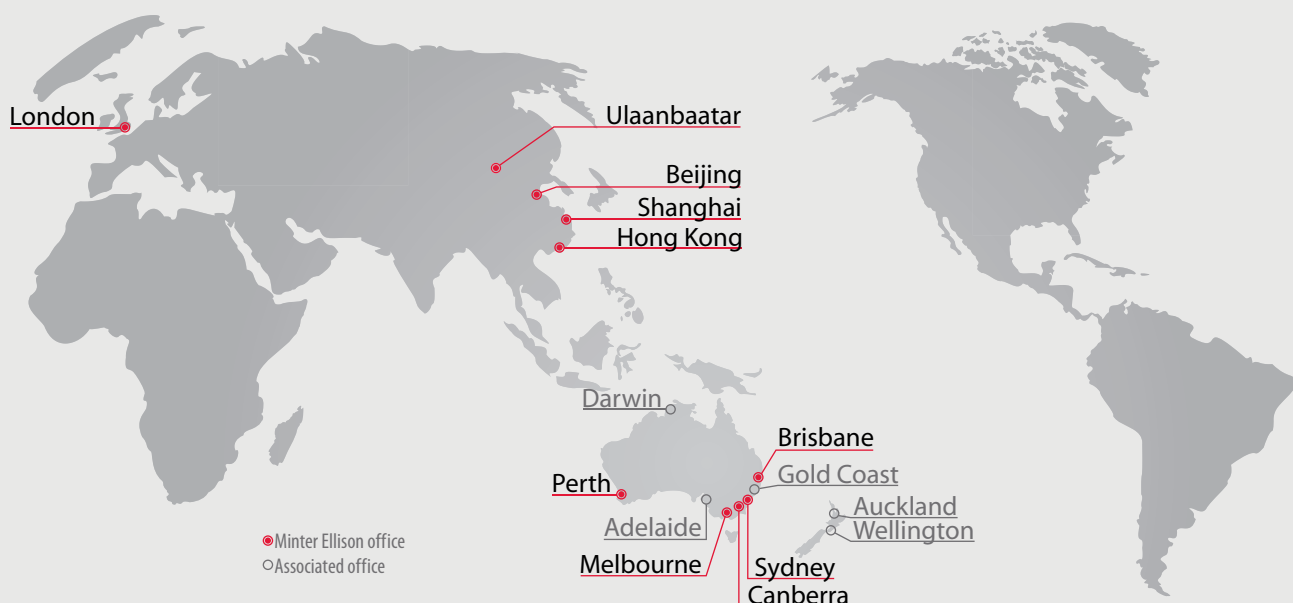 London
Ulaanbaatar
Beijing
Shanghai
Hong Kong
Darwin
Brisbane
Gold Coast
Perth
Auckland
Adelaide
Wellington
Minter Ellison office
Associated office
Melbourne
Sydney
Canberra